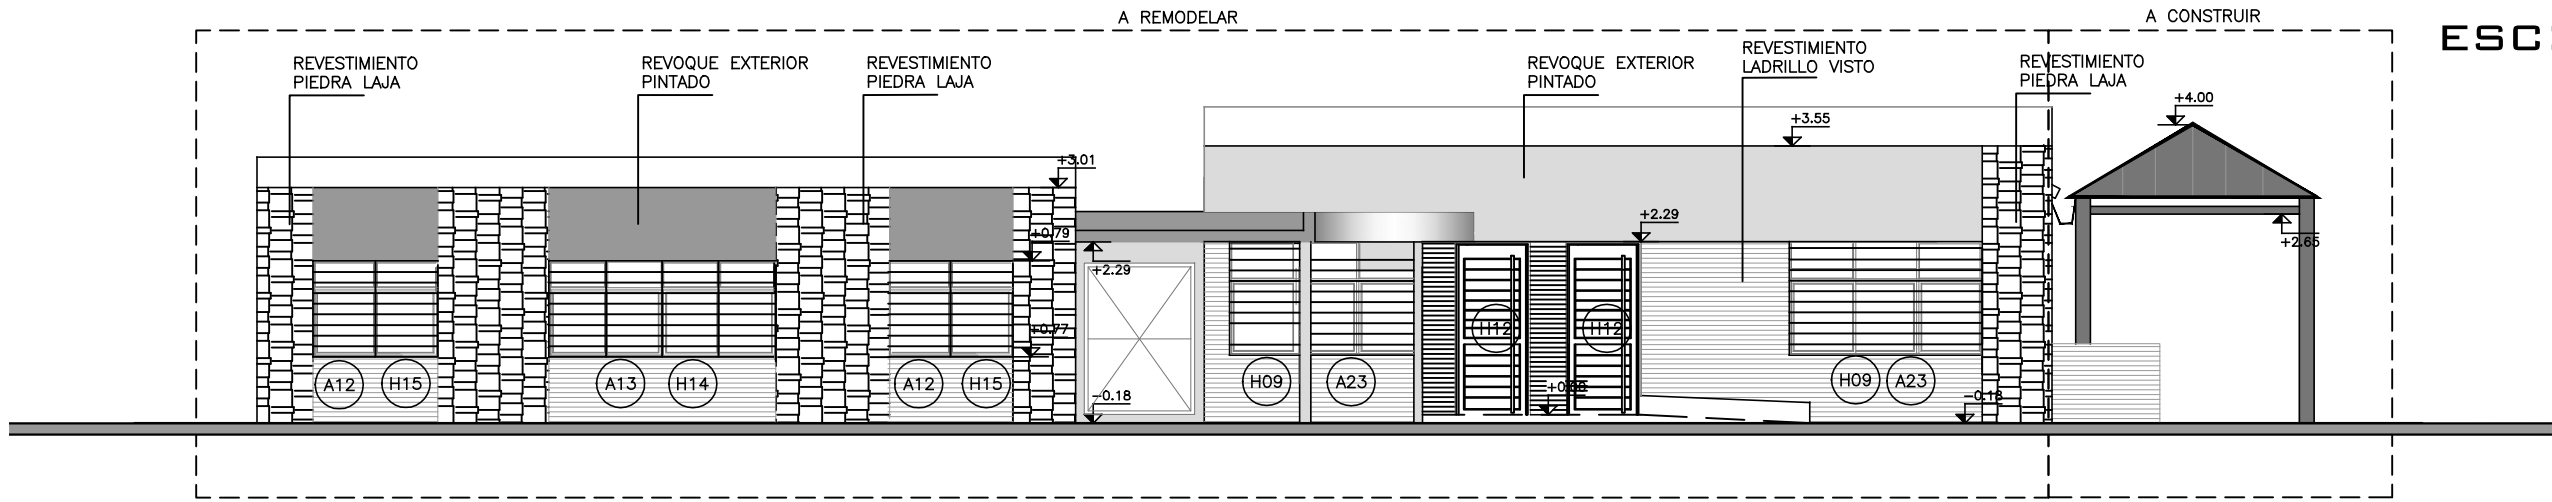 A REMODELAR
A CONSTRUIR
REVESTIMIENTO
PIEDRA LAJA
REVOQUE EXTERIOR
PINTADO
REVESTIMIENTO
PIEDRA LAJA
REVOQUE EXTERIOR
PINTADO
REVESTIMIENTO
LADRILLO VISTO
REVESTIMIENTO
PIEDRA LAJA
+4.00
+3.55
+3.01
+2.29
+0.79
+2.29
+2.65
+0.77
H12
H12
A12
H15
A13
H14
A12
H15
H09
A23
H09
A23
-0.18
-0.18